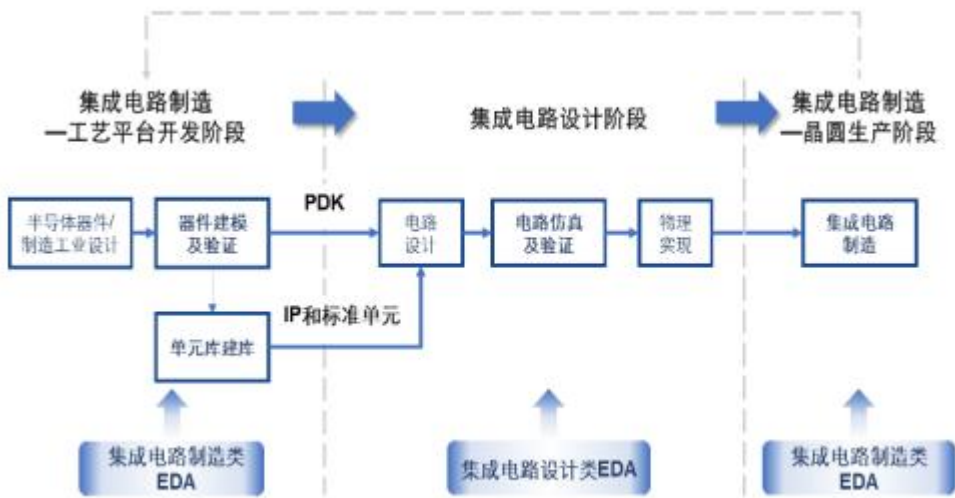 集成电路制造
—工艺平台开发阶段
集成电路设计阶段
集成电路制造
—晶圆生产阶段
半导体器件/
制造工业设计
器件建模
及验证
PDK
电路
设计
电路仿真
及验证
物理
实现
集成电路
制造
单元库建库
IP和标准单元
集成电路制造类
EDA
集成电路设计类EDA
集成电路制造类
EDA